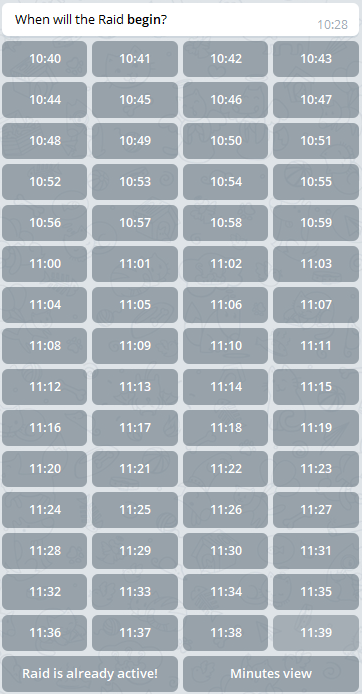 When will the Raid begin?
10:28
10:40 10:41 10:42 10:43
10:44 10:45 10:46 10:47
10:48 10:49 10:50 10:51
10:52 10:53 10:54 10:55
10:56 10:57 10:58 10:59
11:00 11:01 11:02 11:03
11:04 11:05 11:06 11:07
11:08 11:09 11:10 11:11
11:12 11:13 11:14 11:15
11:16 11:17 11:18 11:19
11:20 11:21 11:22 11:23
11:24 11:25 11:26 11:27
11:28 11:29 11:30 11:31
11:32 11:33 11:34 11:35
11:36 11:37 11:38 11:39
Raid is already active! Minutes view